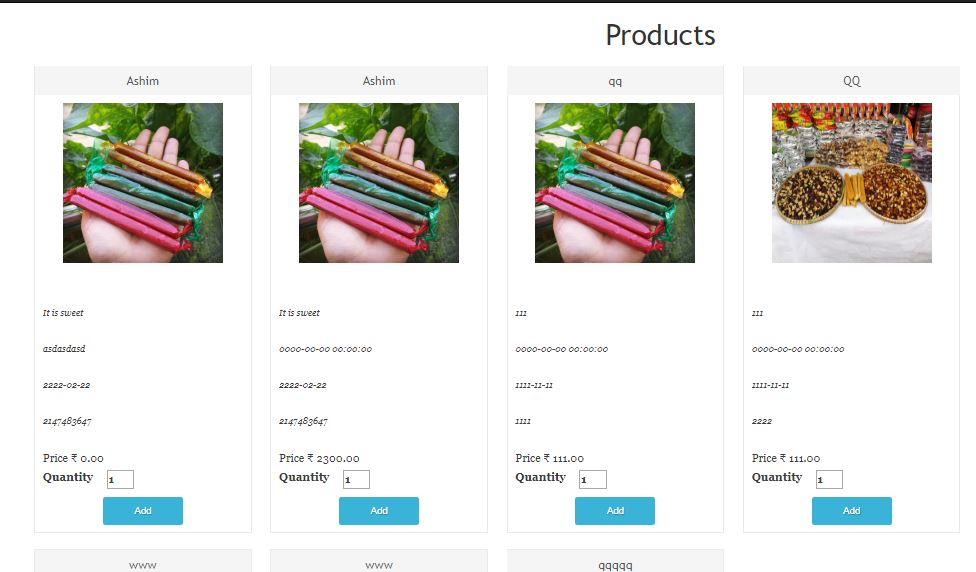 Products
Ashim
It is sweet
asdasdasd
2222-02-22
2147483647
Price ₹ 0.00
Quantity 1
Add
Ashim
It is sweet
0000-00-00 00:00:00
2222-02-22
2147483647
Price ₹ 2300.00
Quantity 1
Add
qq
111
0000-00-00 00:00:00
1111-11-11
1111
Price ₹ 111.00
Quantity 1
Add
QQ
111
0000-00-00 00:00:00
1111-11-11
2222
Price ₹ 111.00
Quantity 1
Add
www
www
qqqqq